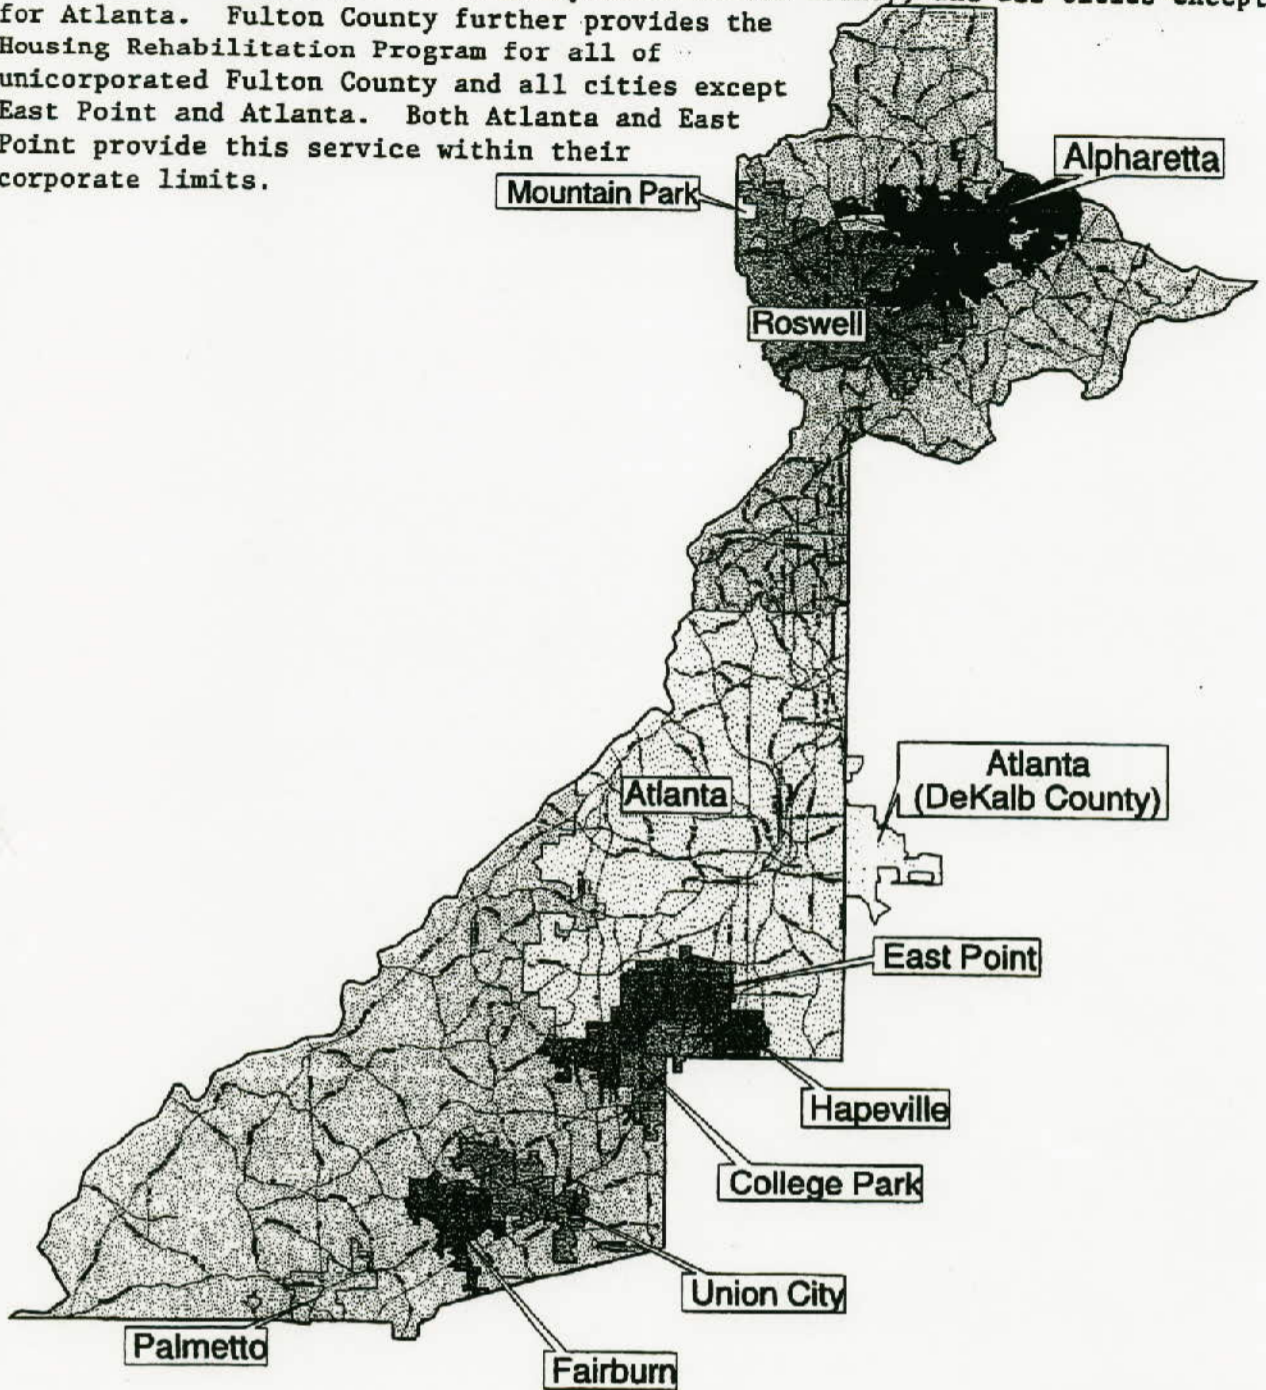 for Atlanta. Fulton County further provides the
Housing Rehabilitation Program for all of
unicorporated Fulton County and all cities except
East Point and Atlanta. Both Atlanta and East
Point provide this service within their
corporate limits.
Mountain Park
Alpharetta
Roswell
Atlanta
Atlanta
(DeKalb County)
East Point
Hapeville
College Park
Union City
Palmetto
Fairburn